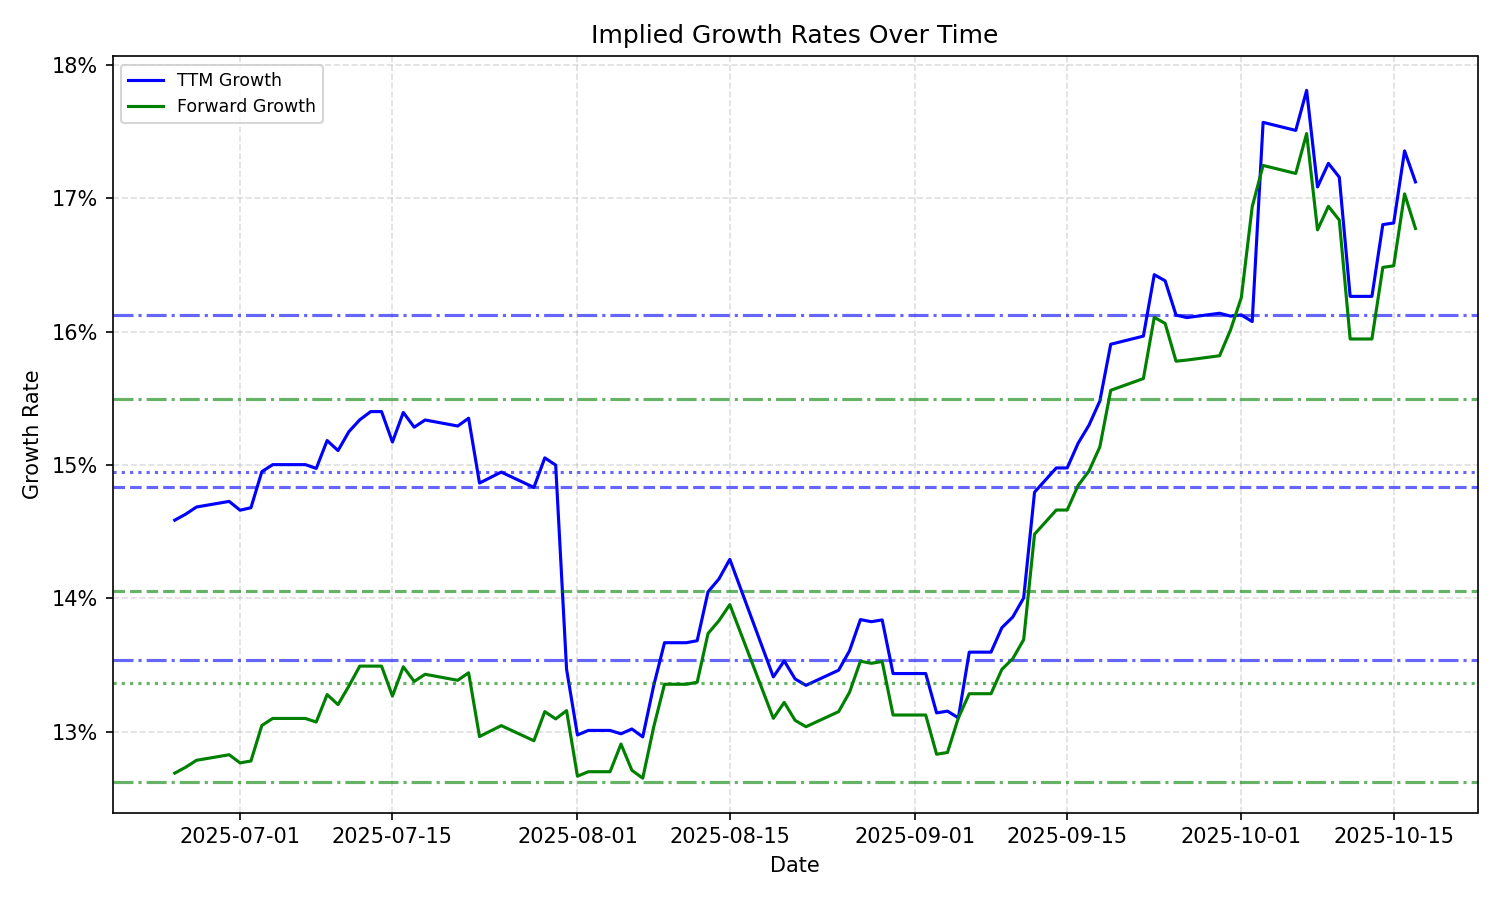 Implied Growth Rates Over Time
TTM Growth
Forward Growth
18%
17%
16%
15%
14%
13%
Growth Rate
2025-07-01
2025-07-15
2025-08-01
2025-08-15
2025-09-01
2025-09-15
2025-10-01
2025-10-15
Date